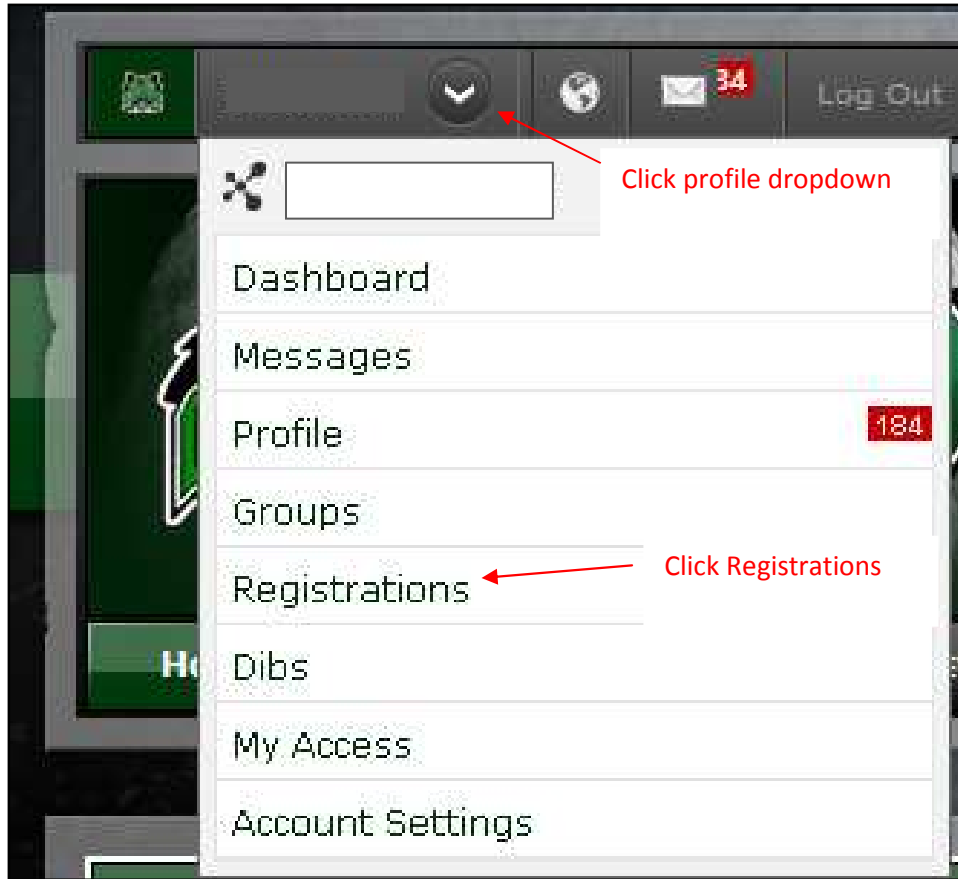 34
Log Out
Click profile dropdown
Dashboard
Messages
Profile
184
Groups
Registrations
Click Registrations
Ho
Dibs
My Access
Account Settings